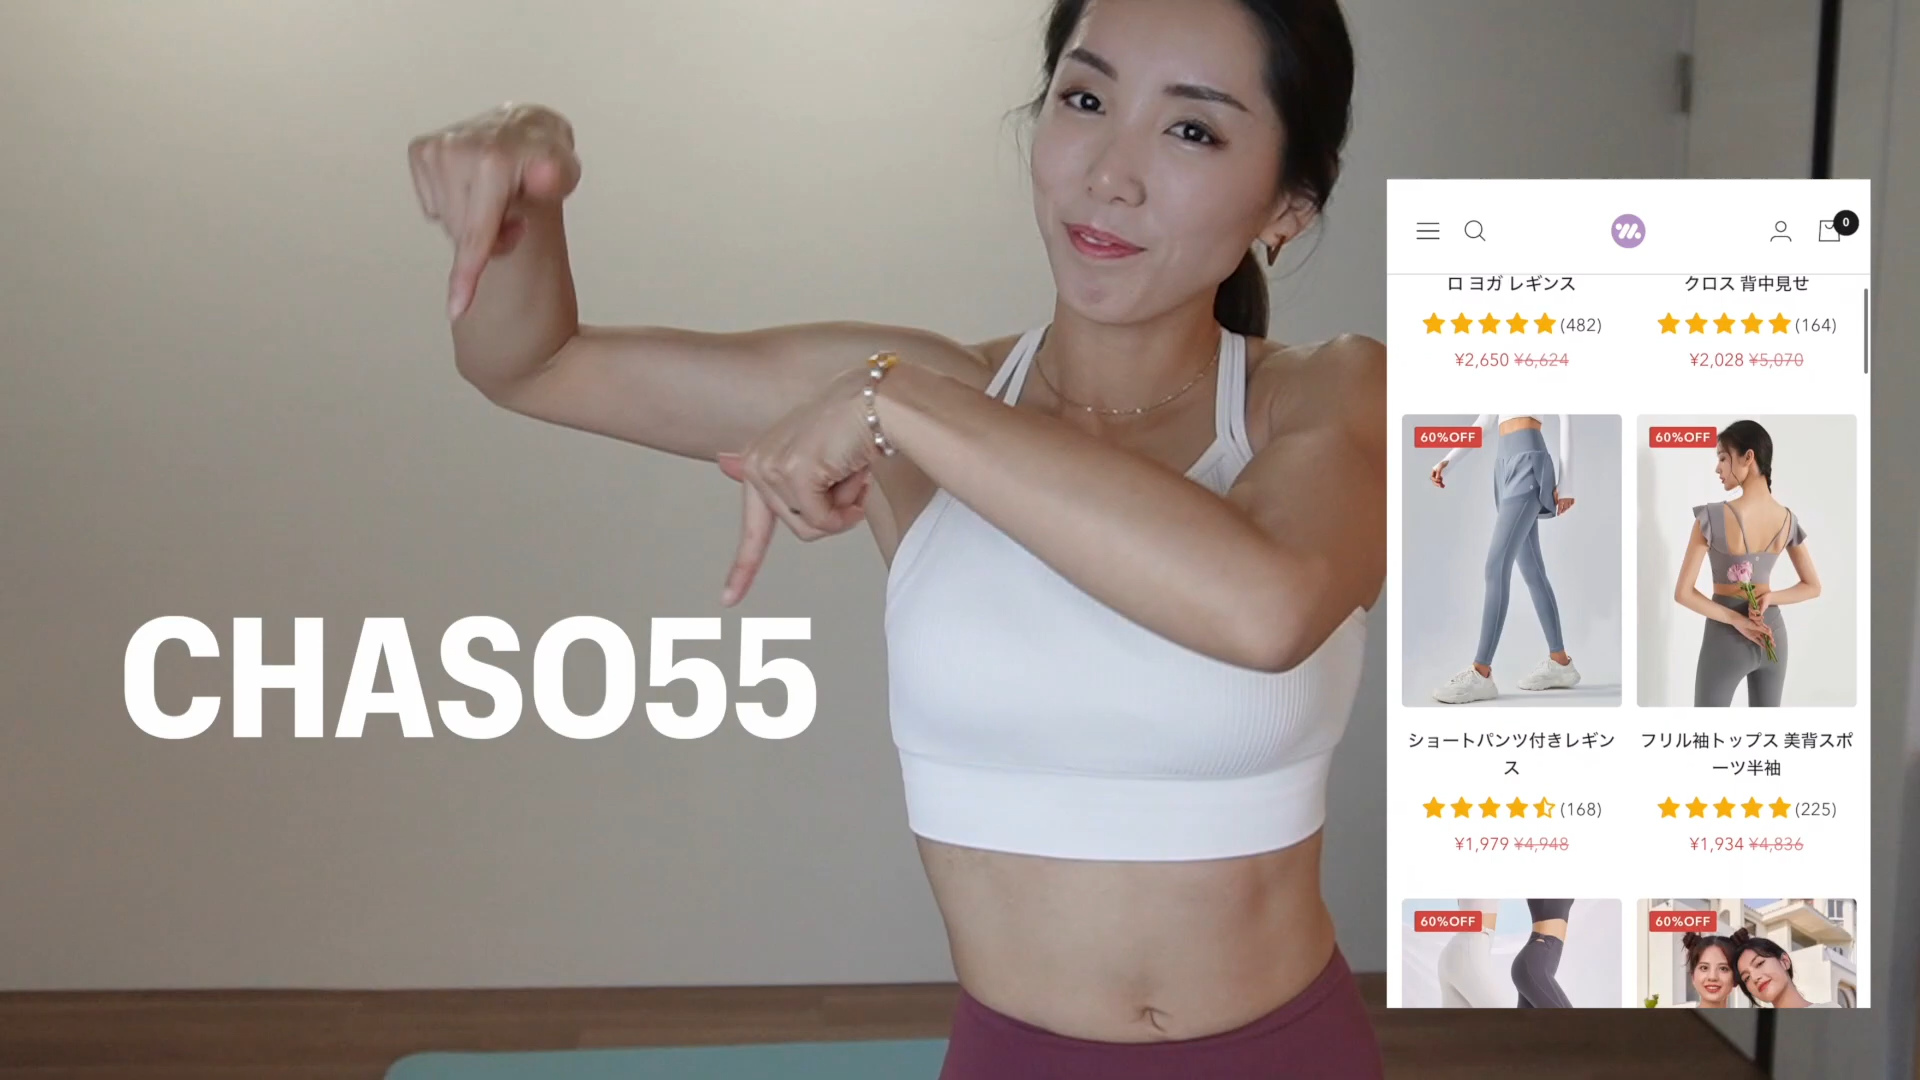 CHASO55
0
ロ ヨガ レギンス
クロス 背中見せ
(482)
(164)
¥2,650 ¥6,624
¥2,028 ¥5,070
60%OFF
60%OFF
ショートパンツ付きレギン
ス
フリル袖トップス 美背スポ
ーツ半袖
(168)
(225)
¥1,979 ¥4,948
¥1,934 ¥4,836
60%OFF
60%OFF